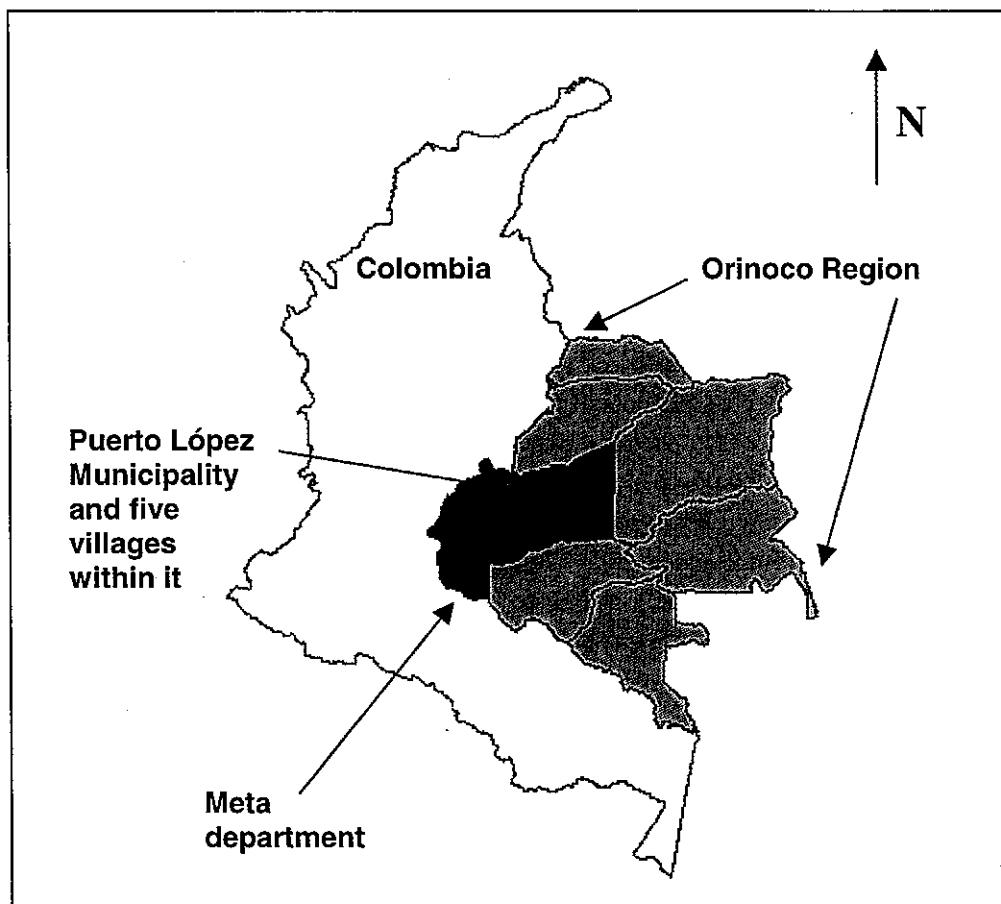 N
Colombia
Orinoco Region
Puerto López
Municipality
and five
villages
within it
Meta
department